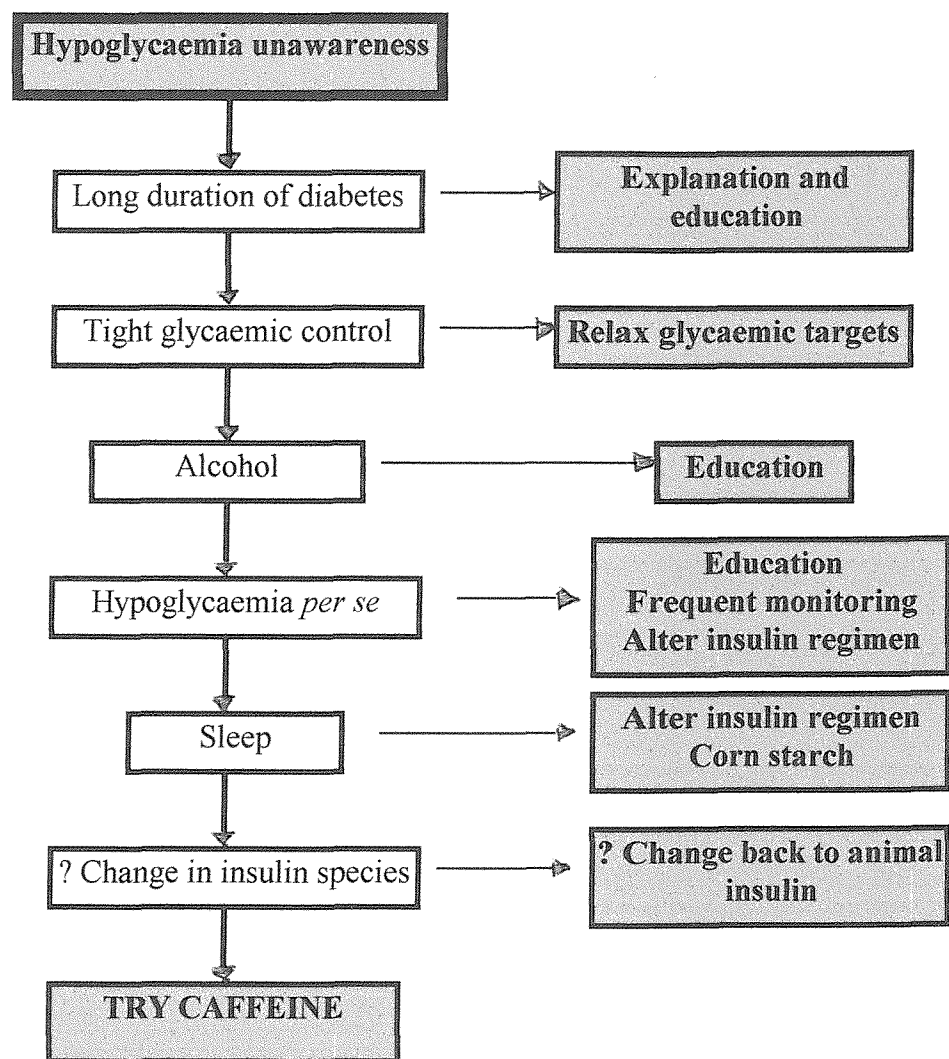 Hypoglycaemia unawareness
Long duration of diabetes
Explanation and
education
Tight glycaemic control
Relax glycaemic targets
Alcohol
Education
Hypoglycaemia per se
Education
Frequent monitoring
Alter insulin regimen
Sleep
Alter insulin regimen
Corn starch
? Change in insulin species
? Change back to animal
insulin
TRY CAFFEINE